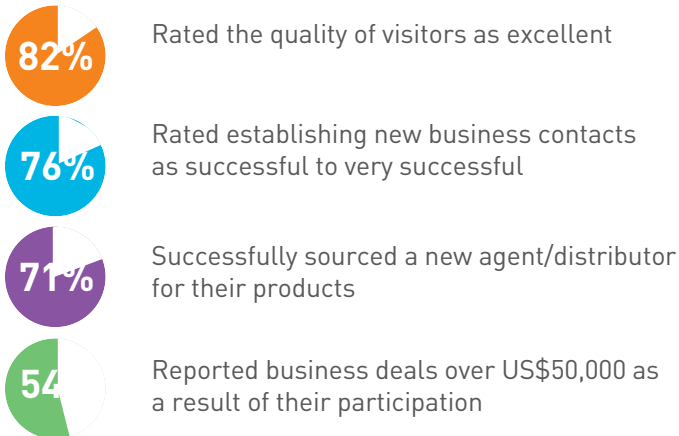 82%
Rated the quality of visitors as excellent
76%
Rated establishing new business contacts
as successful to very successful
71%
Successfully sourced a new agent/distributor
for their products
54
Reported business deals over US$50,000 as
a result of their participation